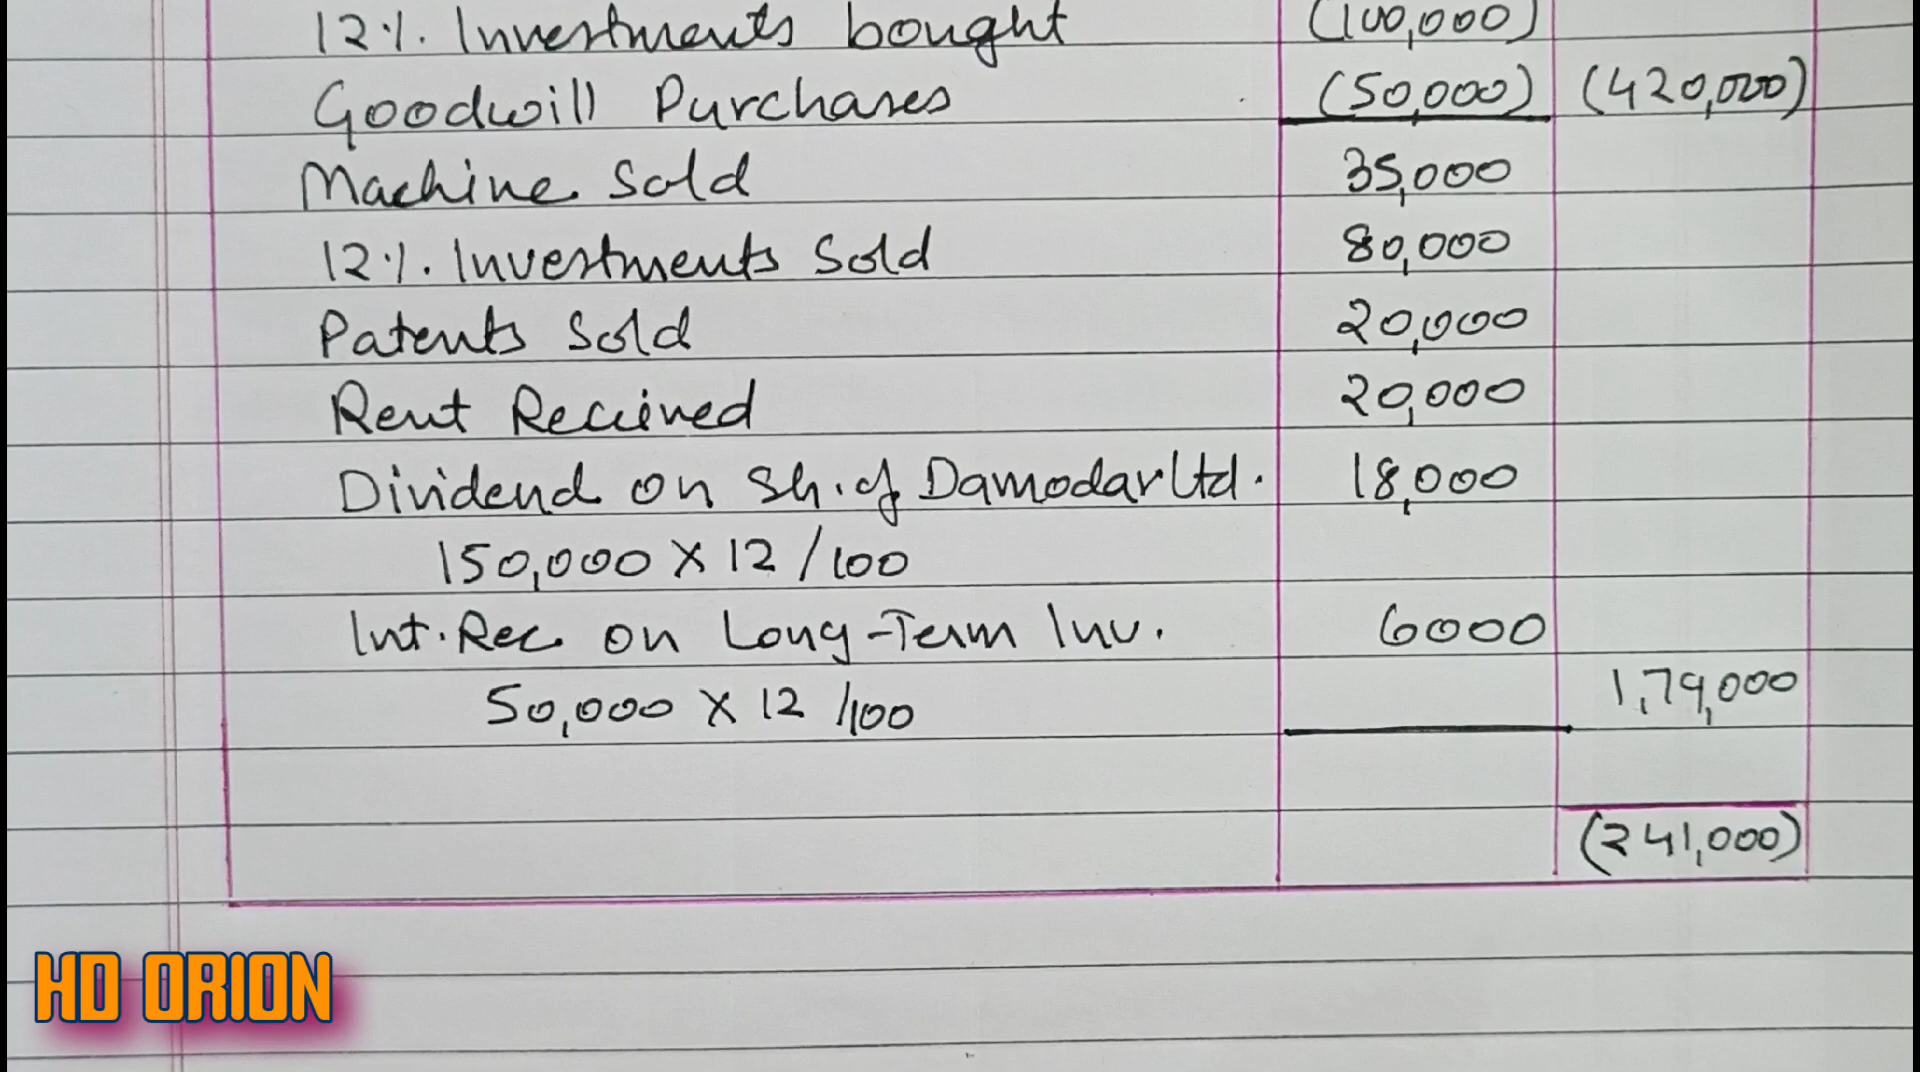 12%. Investments bought (100,000)
Goodwill Purchases (50,000) (420,000)
Machine Sold 35,000
12%. Investments Sold 80,000
Patents Sold 20,000
Rent Received 20,000
Dividend on Sh. of Damodar Ltd. 18,000
150,000 X 12 / 100
Int. Rec on Long-Term Inv. 6000
50,000 X 12 /100 1,79,000
(241,000)
HD ORION